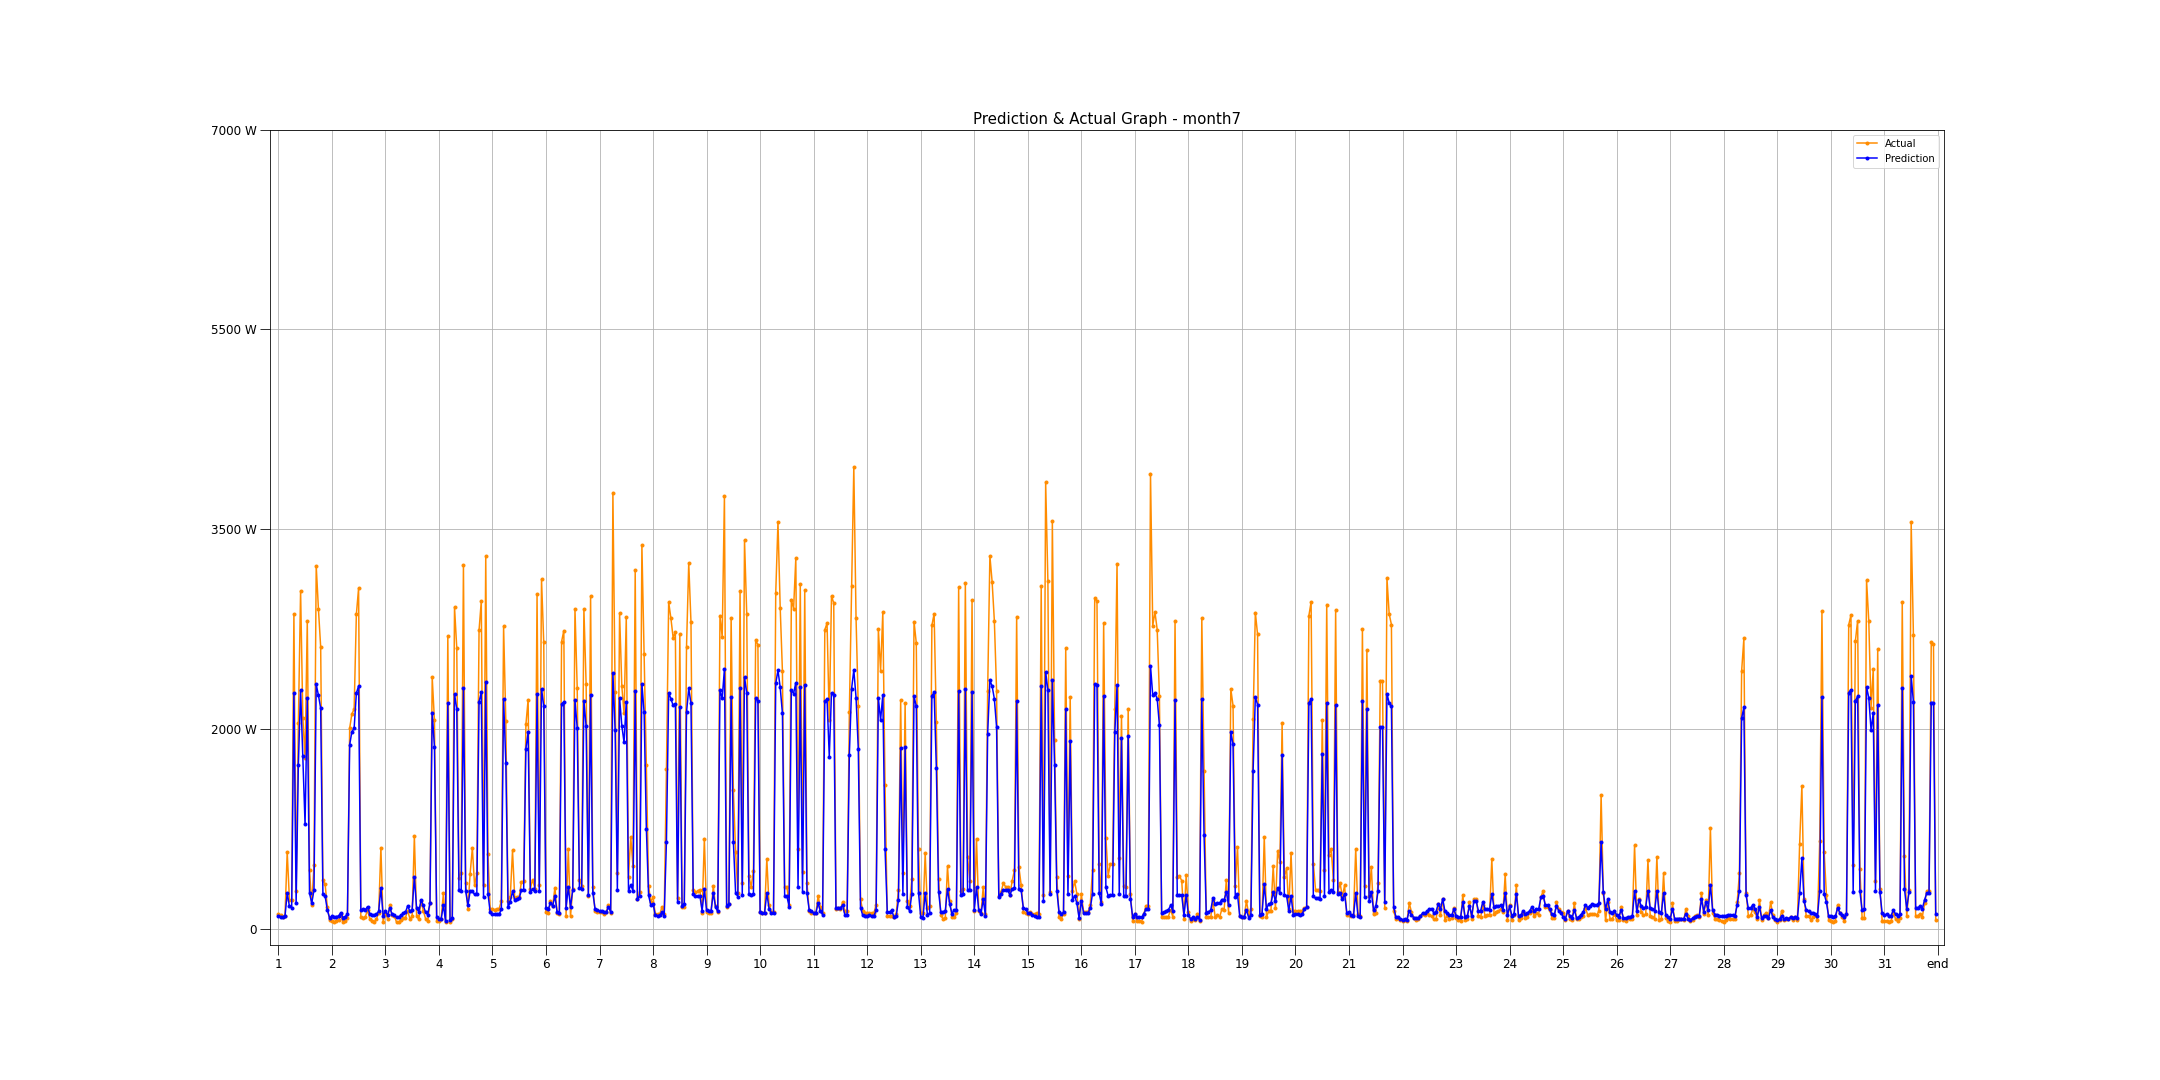 Prediction & Actual Graph - month7
7000 W
5500 W
3500 W
2000 W
0
Actual
Prediction
1 2 3 4 5 6 7 8 9 10 11 12 13 14 15 16 17 18 19 20 21 22 23 24 25 26 27 28 29 30 31 end